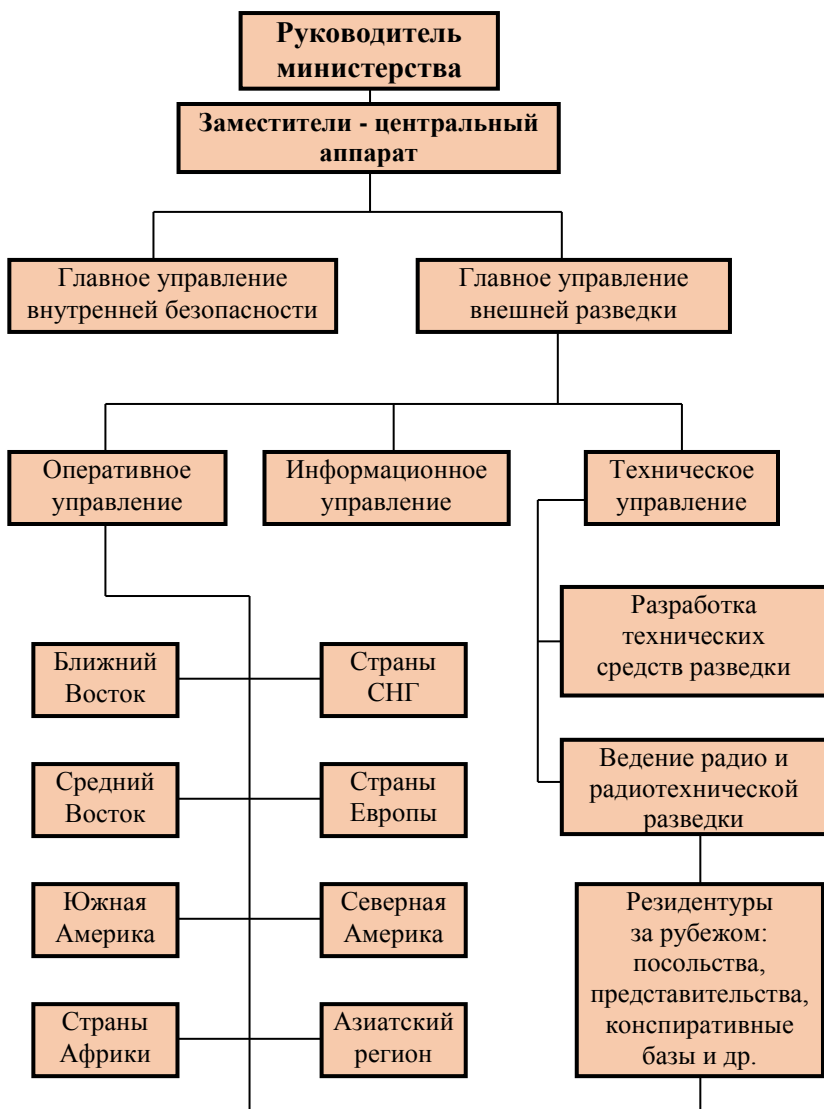 Руководитель
министерства
Заместители - центральный
аппарат
Главное управление
внутренней безопасности
Главное управление
внешней разведки
Оперативное
управление
Информационное
управление
Техническое
управление
Разработка
технических
средств разведки
Ближний
Восток
Страны
СНГ
Ведение радио и
радиотехнической
разведки
Средний
Восток
Страны
Европы
Южная
Америка
Северная
Америка
Резидентуры
за рубежом:
посольства,
представительства,
конспиративные
базы и др.
Страны
Африки
Азиатский
регион